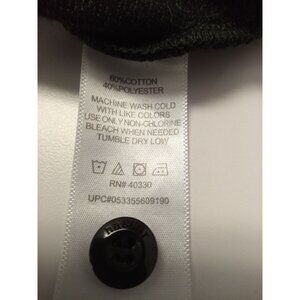 60%COTTON
40%POLYESTER
MACHINE WASH COLD
WITH LIKE COLORS
USE ONLY NON-CHLORINE
BLEACH WHEN NEEDED
TUMBLE DRY LOW
RN# 40330
UPC#053355609190